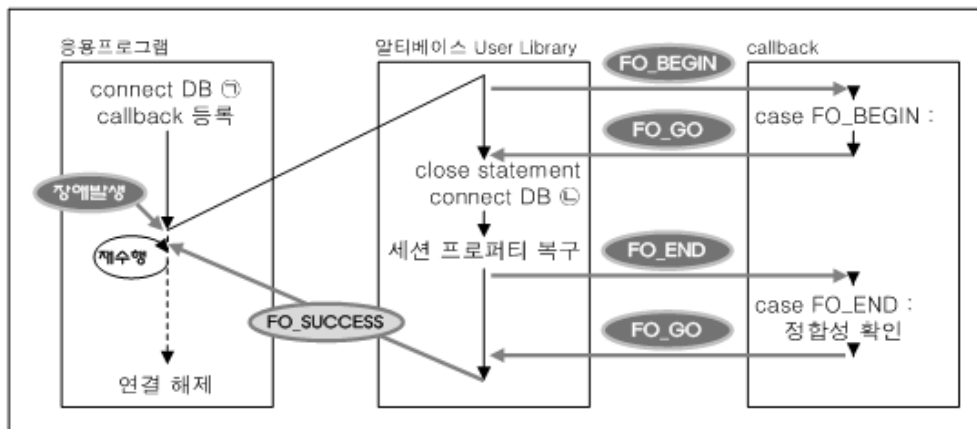 응용프로그램
connect DB ㉠
callback 등록
장애발생
재수행
연결 해제
알티베이스 User Library
close statement
connect DB ㉡
세션 프로퍼티 복구
FO_BEGIN
FO_GO
FO_END
FO_GO
FO_SUCCESS
callback
case FO_BEGIN :
case FO_END :
정합성 확인